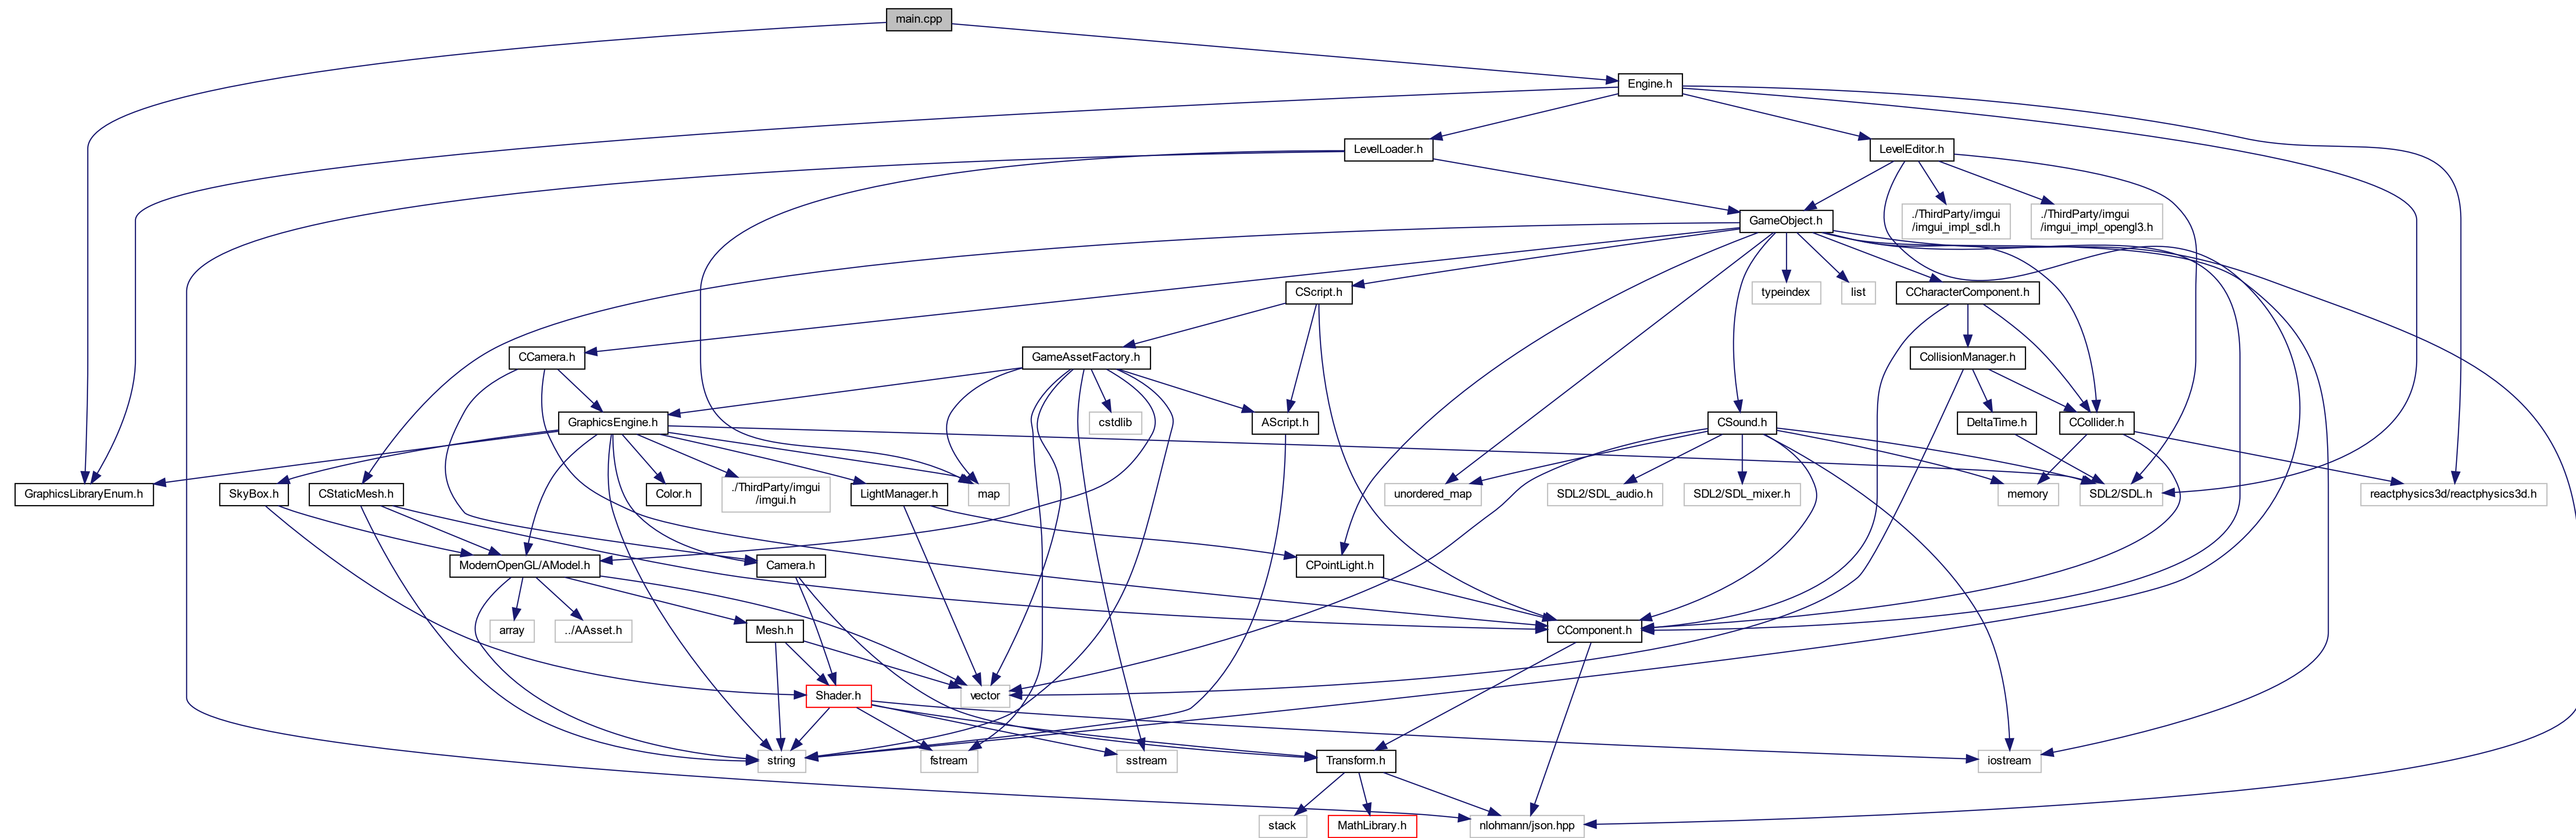 main.cpp
Engine.h
LevelLoader.h
LevelEditor.h
GameObject.h
./ThirdParty/imgui
/imgui_impl_sdl.h
./ThirdParty/imgui
/imgui_impl_opengl3.h
CScript.h
typeindex
list
CCharacterComponent.h
CCamera.h
GameAssetFactory.h
CollisionManager.h
GraphicsEngine.h
cstdlib
AScript.h
CSound.h
DeltaTime.h
CCollider.h
GraphicsLibraryEnum.h
SkyBox.h
CStaticMesh.h
Color.h
./ThirdParty/imgui
/imgui.h
LightManager.h
map
unordered_map
SDL2/SDL_audio.h
SDL2/SDL_mixer.h
memory
SDL2/SDL.h
reactphysics3d/reactphysics3d.h
ModernOpenGL/AModel.h
Camera.h
CPointLight.h
array
../AAsset.h
Mesh.h
CComponent.h
Shader.h
vector
string
fstream
sstream
Transform.h
iostream
stack
MathLibrary.h
nlohmann/json.hpp